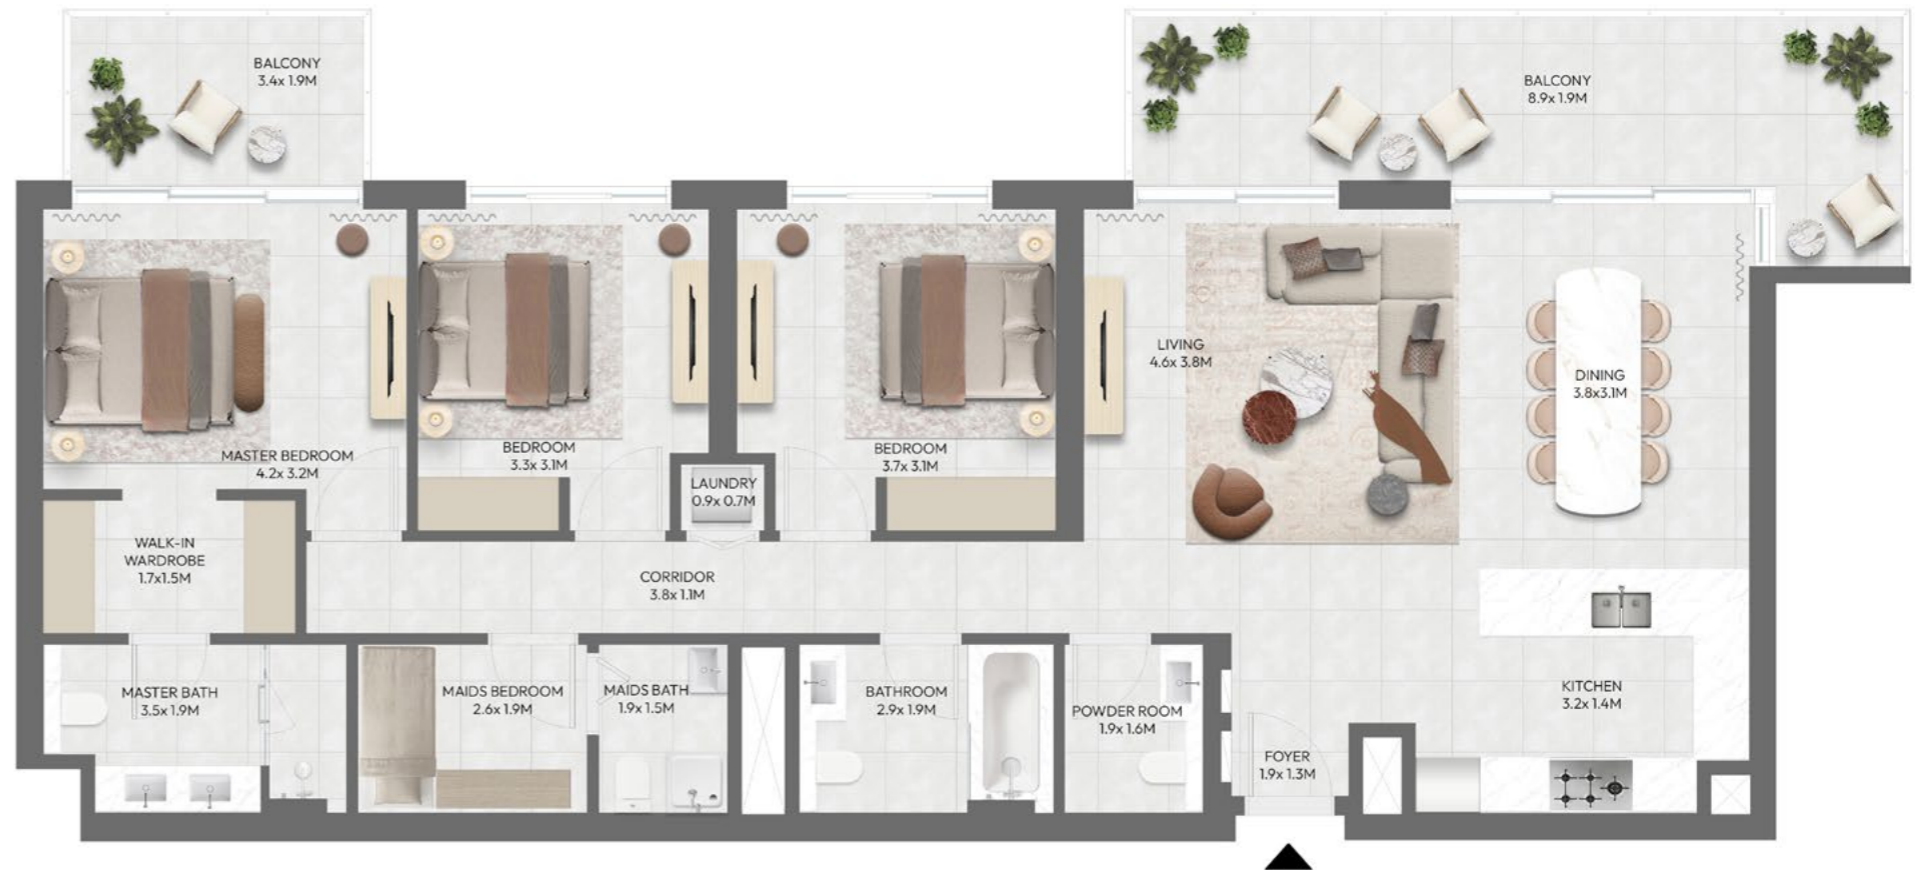 BALCONY
3.4x 1.9M
BALCONY
8.9x 1.9M
LIVING
4.6x 3.8M
DINING
3.8x3.1M
MASTER BEDROOM
4.2x 3.2M
BEDROOM
3.3x 3.1M
BEDROOM
3.7x 3.1M
LAUNDRY
0.9x 0.7M
WALK-IN
WARDROBE
1.7x1.5M
CORRIDOR
3.8x 1.1M
MASTER BATH
3.5x 1.9M
MAIDS BEDROOM
2.6x 1.9M
MAIDS BATH
1.9x 1.5M
BATHROOM
2.9x 1.9M
POWDER ROOM
1.9x 1.6M
FOYER
1.9x 1.3M
KITCHEN
3.2x 1.4M